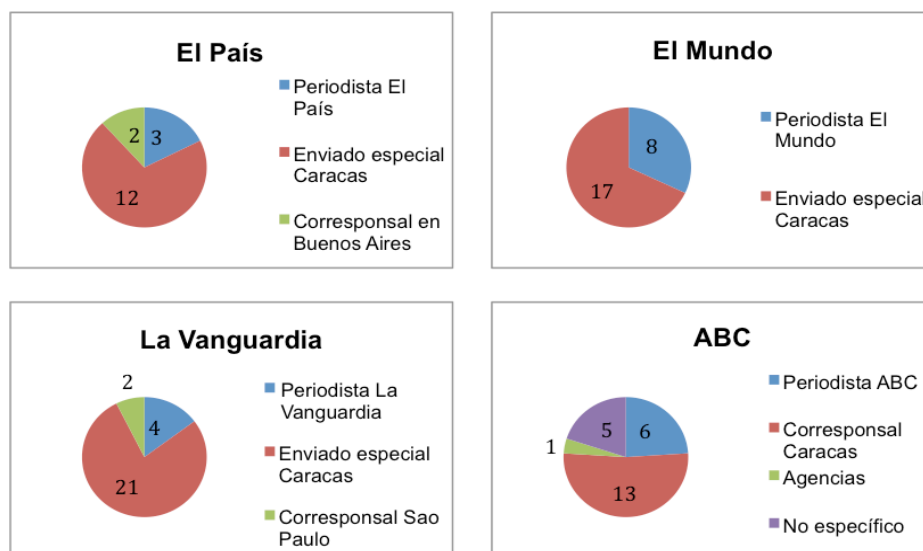 El País
Periodista El
País
Enviado especial
Caracas
Corresponsal en
Buenos Aires
2
3
12
El Mundo
Periodista El
Mundo
Enviado especial
Caracas
8
17
La Vanguardia
Periodista La
Vanguardia
Enviado especial
Caracas
Corresponsal Sao
Paulo
2
4
21
ABC
Periodista ABC
Corresponsal
Caracas
Agencias
No específico
5
6
1
13